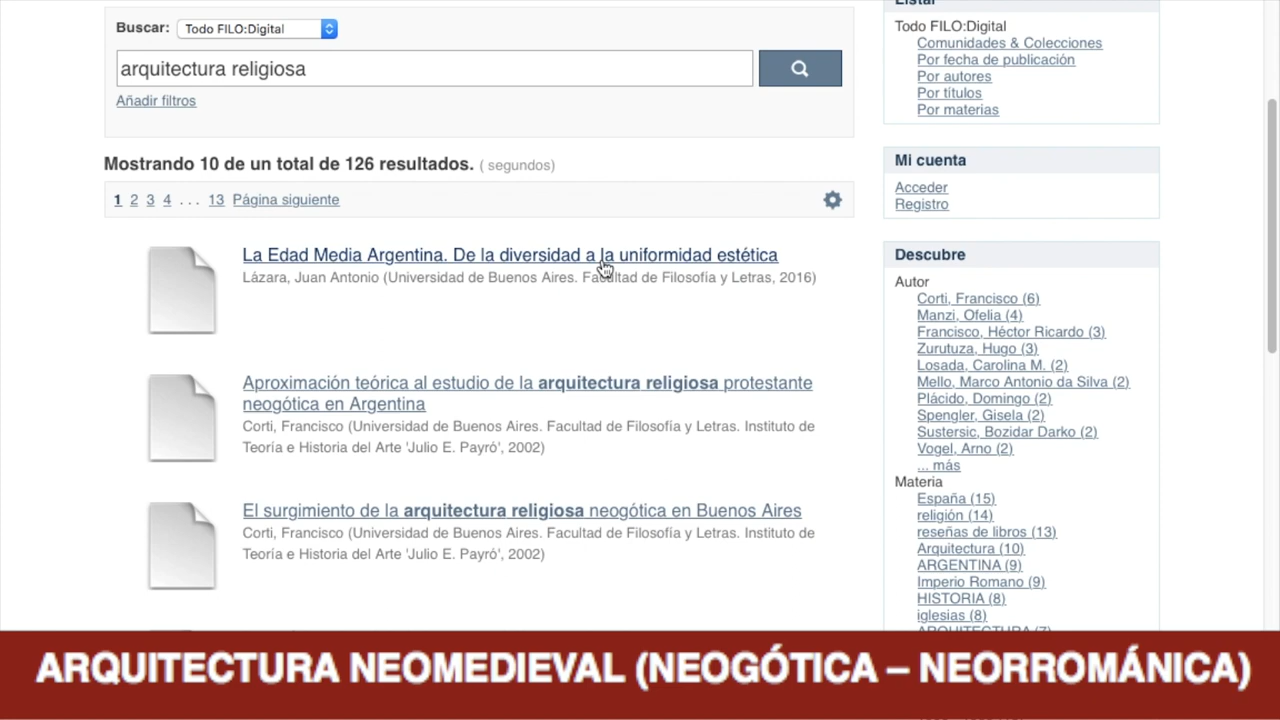 Buscar: Todo FILO:Digital
arquitectura religiosa
Añadir filtros
Mostrando 10 de un total de 126 resultados. ( segundos)
1 2 3 4 . . . 13 Página siguiente
La Edad Media Argentina. De la diversidad a la uniformidad estética
Lázara, Juan Antonio (Universidad de Buenos Aires. Facultad de Filosofía y Letras, 2016)
Aproximación teórica al estudio de la arquitectura religiosa protestante
neogótica en Argentina
Corti, Francisco (Universidad de Buenos Aires. Facultad de Filosofía y Letras. Instituto de
Teoría e Historia del Arte 'Julio E. Payró', 2002)
El surgimiento de la arquitectura religiosa neogótica en Buenos Aires
Corti, Francisco (Universidad de Buenos Aires. Facultad de Filosofía y Letras. Instituto de
Teoría e Historia del Arte 'Julio E. Payró', 2002)
Listar
Todo FILO:Digital
Comunidades & Colecciones
Por fecha de publicación
Por autores
Por títulos
Por materias
Mi cuenta
Acceder
Registro
Descubre
Autor
Corti, Francisco (6)
Manzi, Ofelia (4)
Francisco, Héctor Ricardo (3)
Zurutuza, Hugo (3)
Losada, Carolina M. (2)
Mello, Marco Antonio da Silva (2)
Plácido, Domingo (2)
Spengler, Gisela (2)
Sustersic, Bozidar Darko (2)
Vogel, Arno (2)
... más
Materia
España (15)
religión (14)
reseñas de libros (13)
Arquitectura (10)
ARGENTINA (9)
Imperio Romano (9)
HISTORIA (8)
iglesias (8)
ARQUITECTURA (7)
ARQUITECTURA NEOMEDIEVAL (NEOGÓTICA – NEORROMÁNICA)